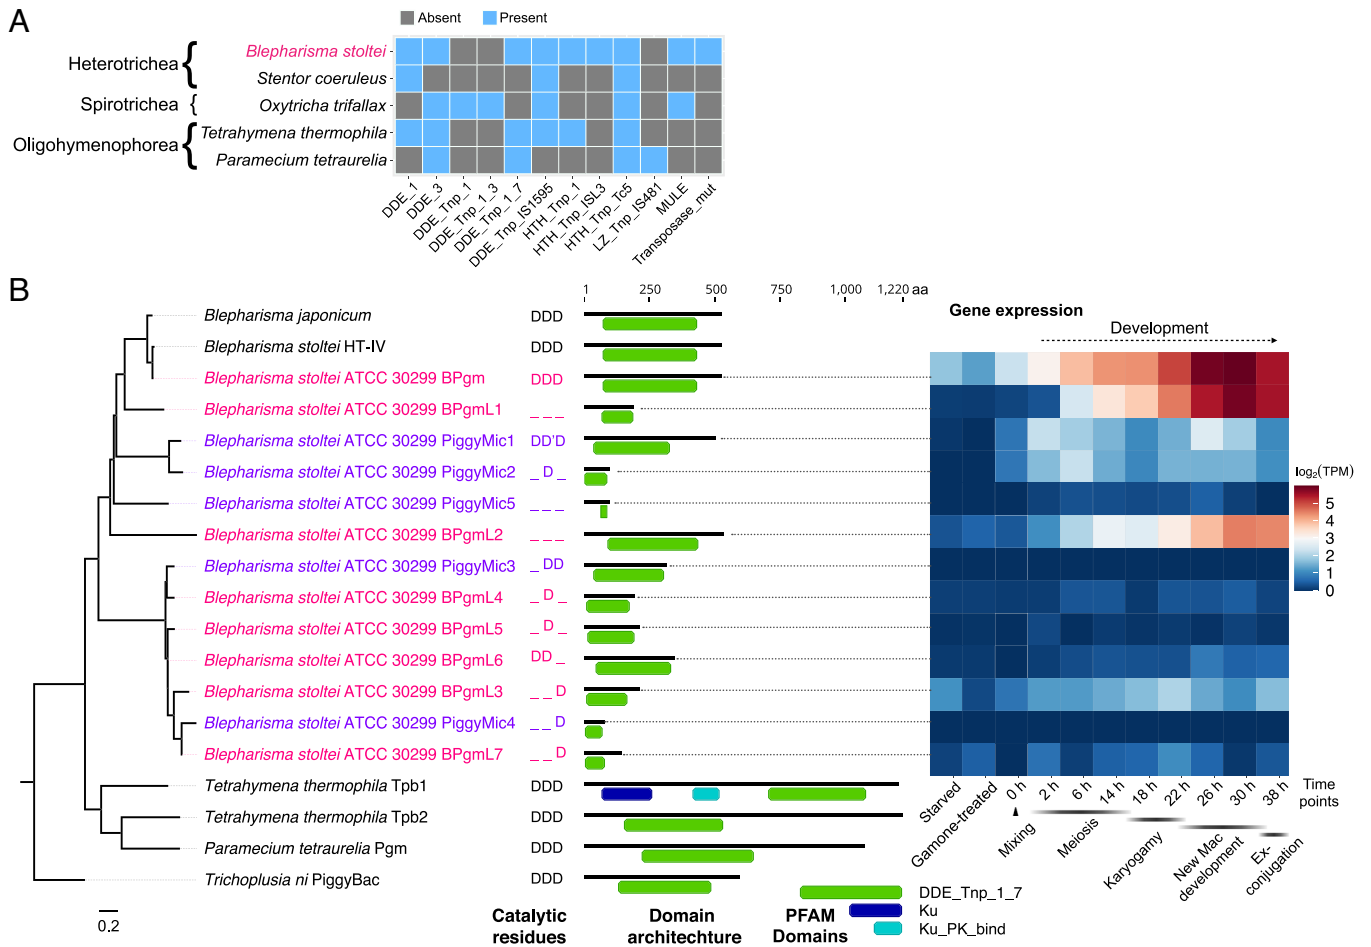 A
Absent
Present
Heterotrichea
Spirotrichea
Oligohymenophorea
Blepharisma stoltei
Stentor coeruleus
Oxytricha trifallax
Tetrahymena thermophila
Paramecium tetraurelia
DDE_1
DDE_3
DDE_Tnp_1
DDE_Tnp_1_3
DDE_Tnp_1_7
DDE_Tnp_IS1595
HTH_Tnp_1
HTH_Tnp_ISL3
HTH_Tnp_Tc5
LZ_Tnp_IS481
MULE
Transposase_mut
B
1 250 500 750 1,000 1,220 aa
Gene expression
Development
Blepharisma japonicum DDD
Blepharisma stoltei HT-IV DDD
Blepharisma stoltei ATCC 30299 BPgm DDD
Blepharisma stoltei ATCC 30299 BPgmL1 _ _ _
Blepharisma stoltei ATCC 30299 PiggyMic1 DD'D
Blepharisma stoltei ATCC 30299 PiggyMic2 _ D _
Blepharisma stoltei ATCC 30299 PiggyMic5 _ _ _
Blepharisma stoltei ATCC 30299 BPgmL2 _ _ _
Blepharisma stoltei ATCC 30299 PiggyMic3 _ DD
Blepharisma stoltei ATCC 30299 BPgmL4 _ D _
Blepharisma stoltei ATCC 30299 BPgmL5 _ D _
Blepharisma stoltei ATCC 30299 BPgmL6 DD _
Blepharisma stoltei ATCC 30299 BPgmL3 _ _ D
Blepharisma stoltei ATCC 30299 PiggyMic4 _ _ D
Blepharisma stoltei ATCC 30299 BPgmL7 _ _ D
Tetrahymena thermophila Tpb1 DDD
Tetrahymena thermophila Tpb2 DDD
Paramecium tetraurelia Pgm DDD
Trichoplusia ni PiggyBac DDD
0.2
Catalytic
residues
Domain
architechture
PFAM
Domains
DDE_Tnp_1_7
Ku
Ku_PK_bind
log2(TPM)
5
4
3
2
1
0
Starved
Gamone-treated
0 h
2 h
6 h
14 h
18 h
22 h
26 h
30 h
38 h
Time
points
Mixing
Meiosis
Karyogamy
New Mac
development
Ex-
conjugation